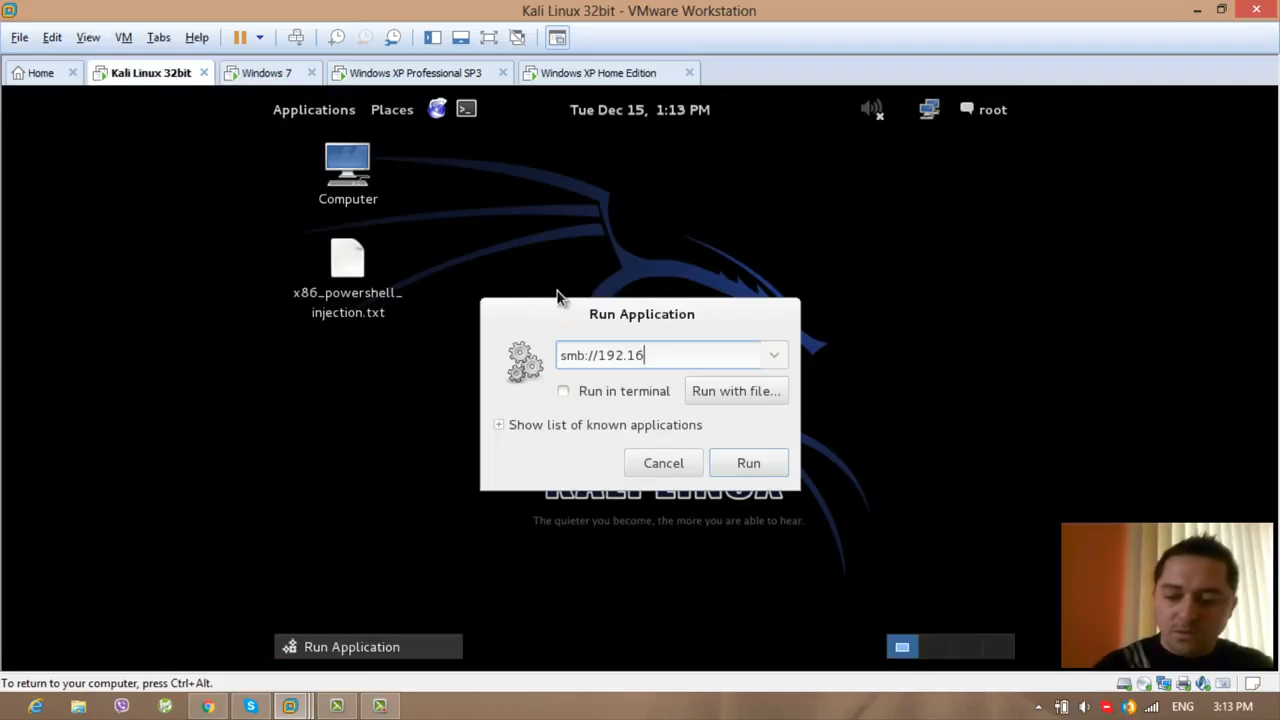 Kali Linux 32bit - VMware Workstation
File Edit View VM Tabs Help
Home Kali Linux 32bit Windows 7 Windows XP Professional SP3 Windows XP Home Edition
Applications Places Tue Dec 15, 1:13 PM root
Computer
x86_powershell_
injection.txt
Run Application
smb://192.16
Run in terminal Run with file...
Show list of known applications
Cancel Run
KALI LINUX
The quieter you become, the more you are able to hear.
Run Application
To return to your computer, press Ctrl+Alt.
ENG 3:13 PM